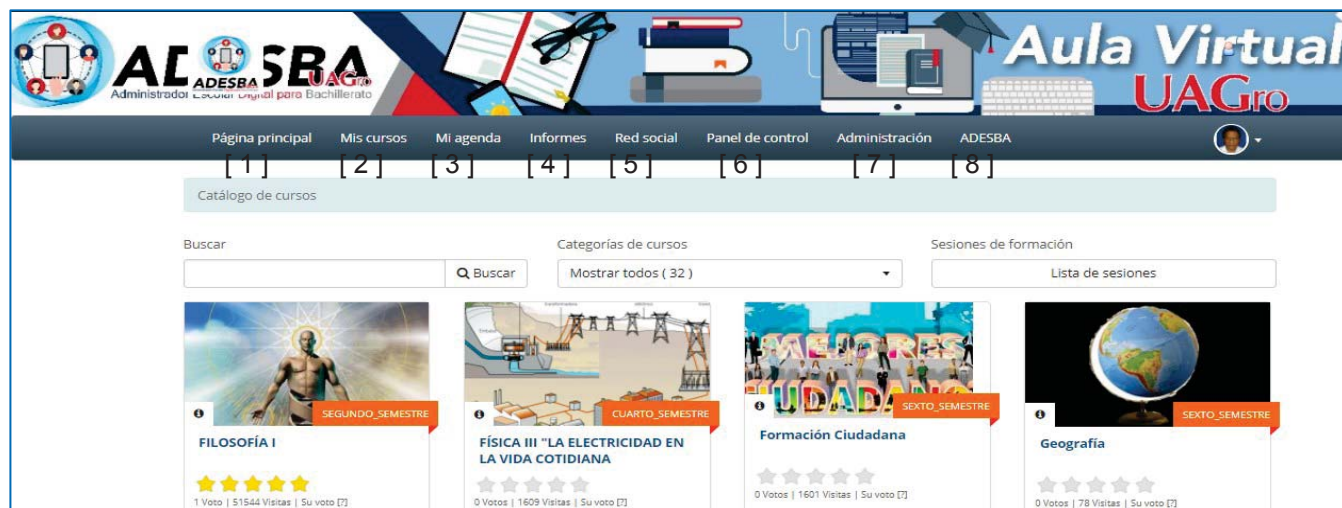 ADESBA
ADESBA
UAGro
Administrador Escolar Digital para Bachillerato
Aula Virtual
UAGro
Página principal Mis cursos Mi agenda Informes Red social Panel de control Administración ADESBA
[ 1 ] [ 2 ] [ 3 ] [ 4 ] [ 5 ] [ 6 ] [ 7 ] [ 8 ]
Catálogo de cursos
Buscar Categorías de cursos Sesiones de formación
Buscar Mostrar todos ( 32 ) Lista de sesiones
MEJORES
CIUDADANO
SEGUNDO_SEMESTRE CUARTO_SEMESTRE SEXTO_SEMESTRE SEXTO_SEMESTRE
FILOSOFÍA I
FÍSICA III "LA ELECTRICIDAD EN
LA VIDA COTIDIANA
Formación Ciudadana
Geografía
1 Voto | 51544 Visitas | Su voto [?]
0 Votos | 1609 Visitas | Su voto [?]
0 Votos | 1601 Visitas | Su voto [?]
0 Votos | 78 Visitas | Su voto [?]